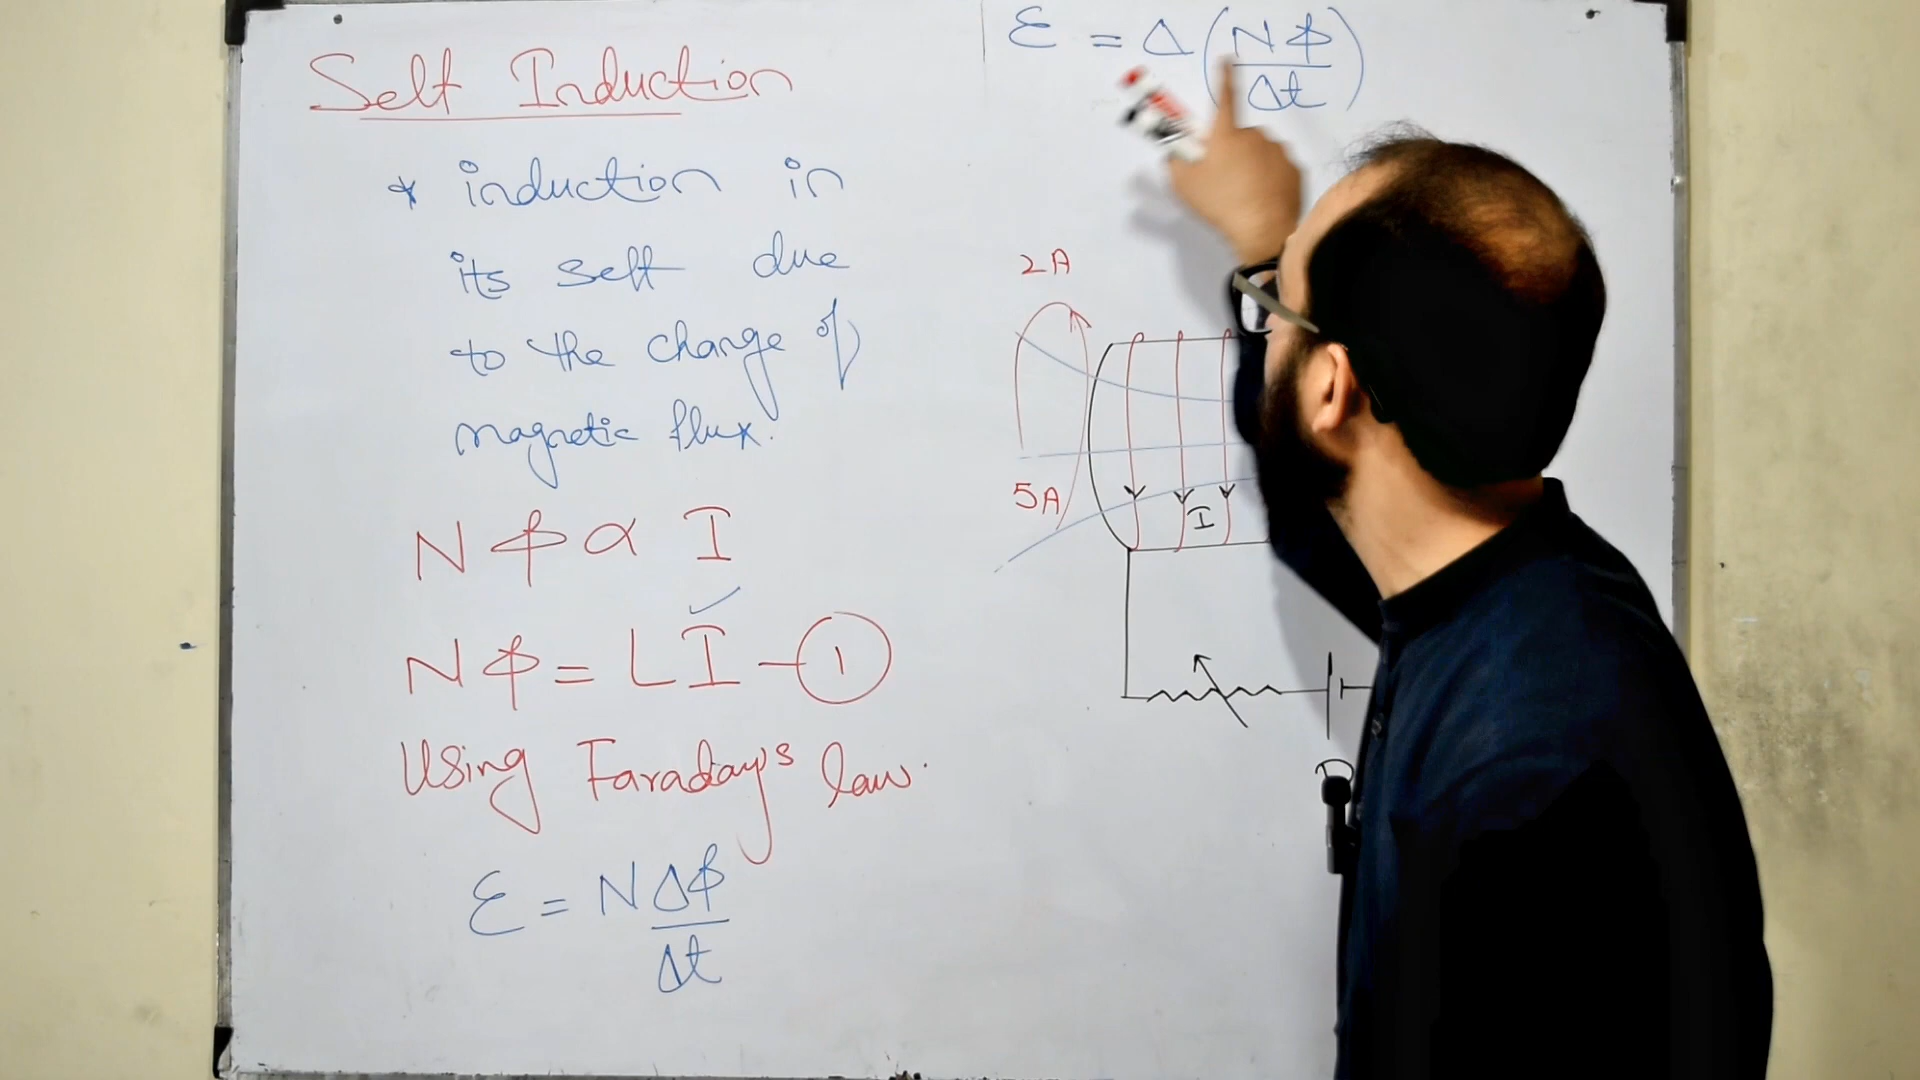 Self Induction
* induction in
its self due
to the change of
magnetic flux.
N ϕ α I
N ϕ = L I - 1
Using Faraday's law.
ε = N Δϕ / Δt
ε = Δ (N ϕ / Δt)
2A
5A
I